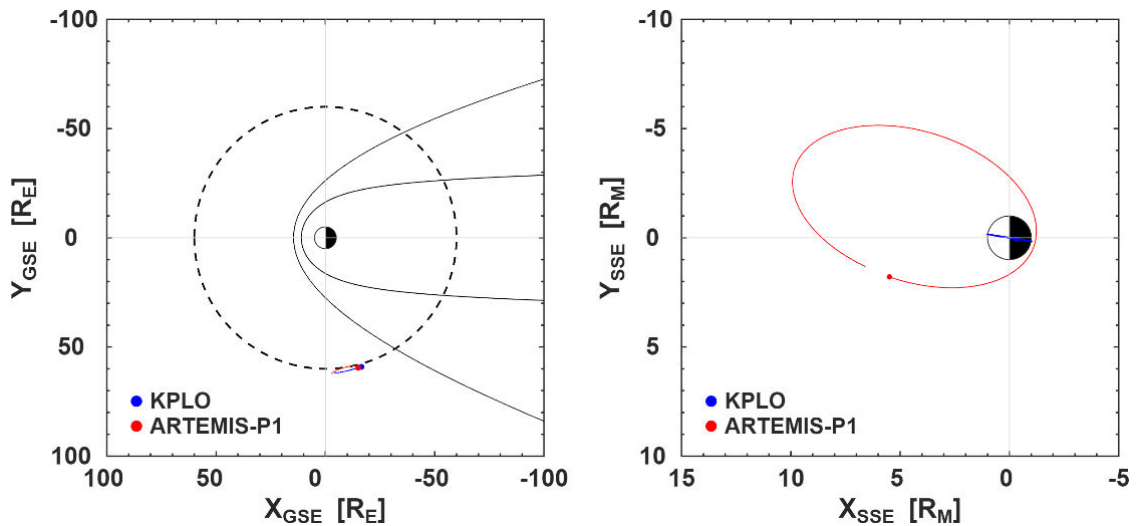 -100
-50
0
50
100
Y_GSE [R_E]
100 50 0 -50 -100
X_GSE [R_E]
KPLO
ARTEMIS-P1
-10
-5
0
5
10
Y_SSE [R_M]
15 10 5 0 -5
X_SSE [R_M]
KPLO
ARTEMIS-P1